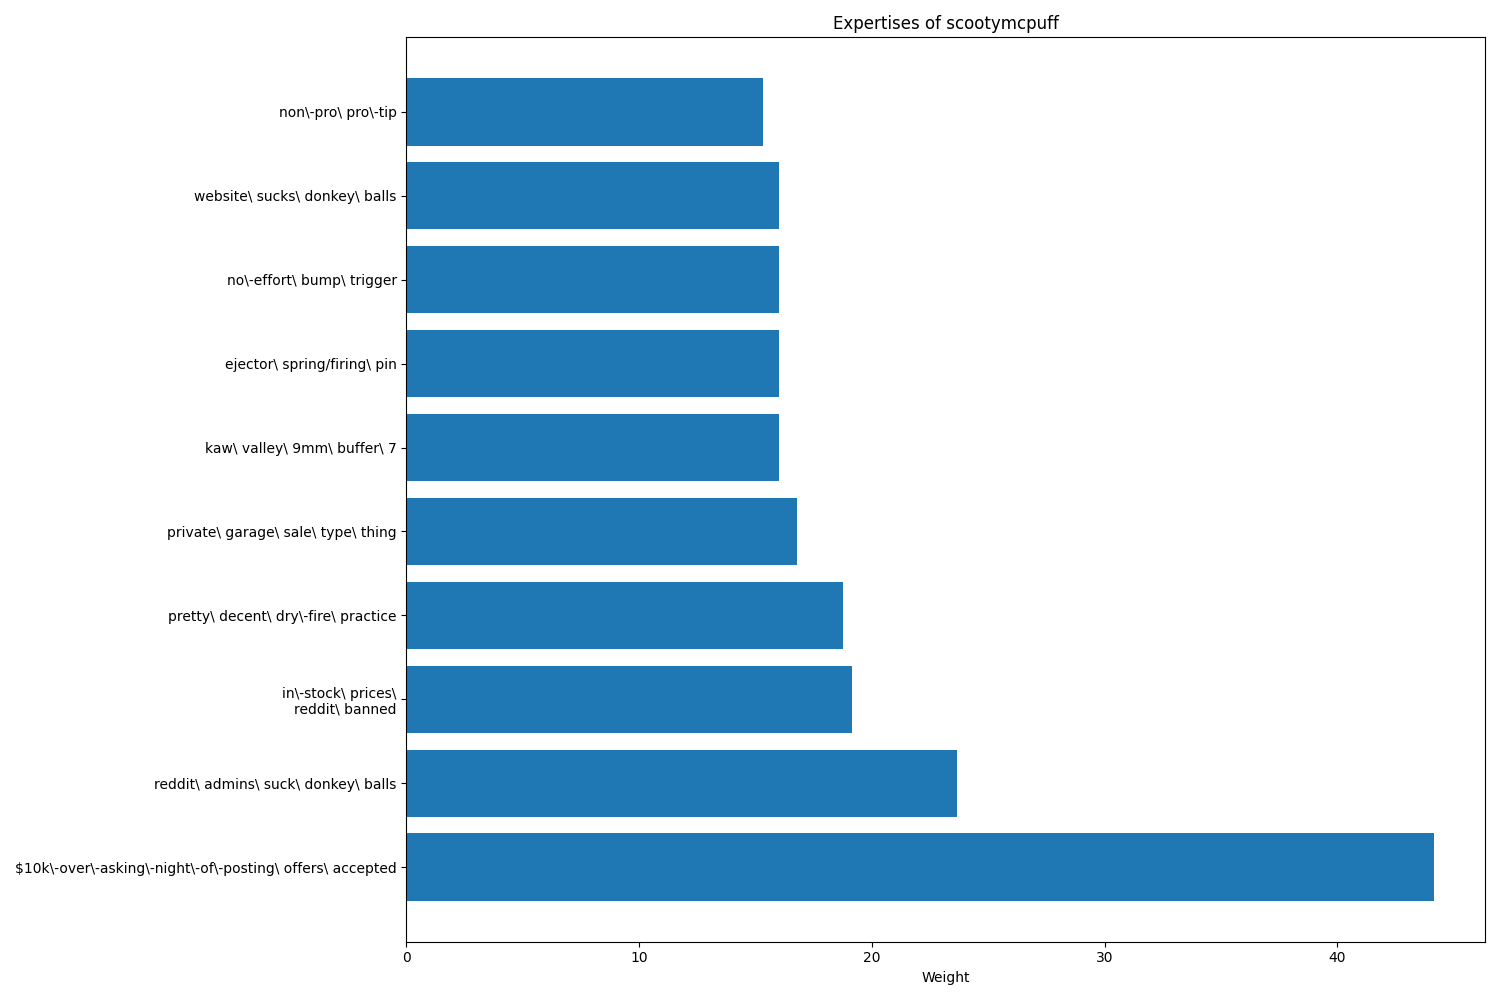 Expertises of scootymcpuff
non\-pro\ pro\-tip
website\ sucks\ donkey\ balls
no\-effort\ bump\ trigger
ejector\ spring/firing\ pin
kaw\ valley\ 9mm\ buffer\ 7
private\ garage\ sale\ type\ thing
pretty\ decent\ dry\-fire\ practice
in\-stock\ prices\
reddit\ banned
reddit\ admins\ suck\ donkey\ balls
$10k\-over\-asking\-night\-of\-posting\ offers\ accepted
0 10 20 30 40
Weight